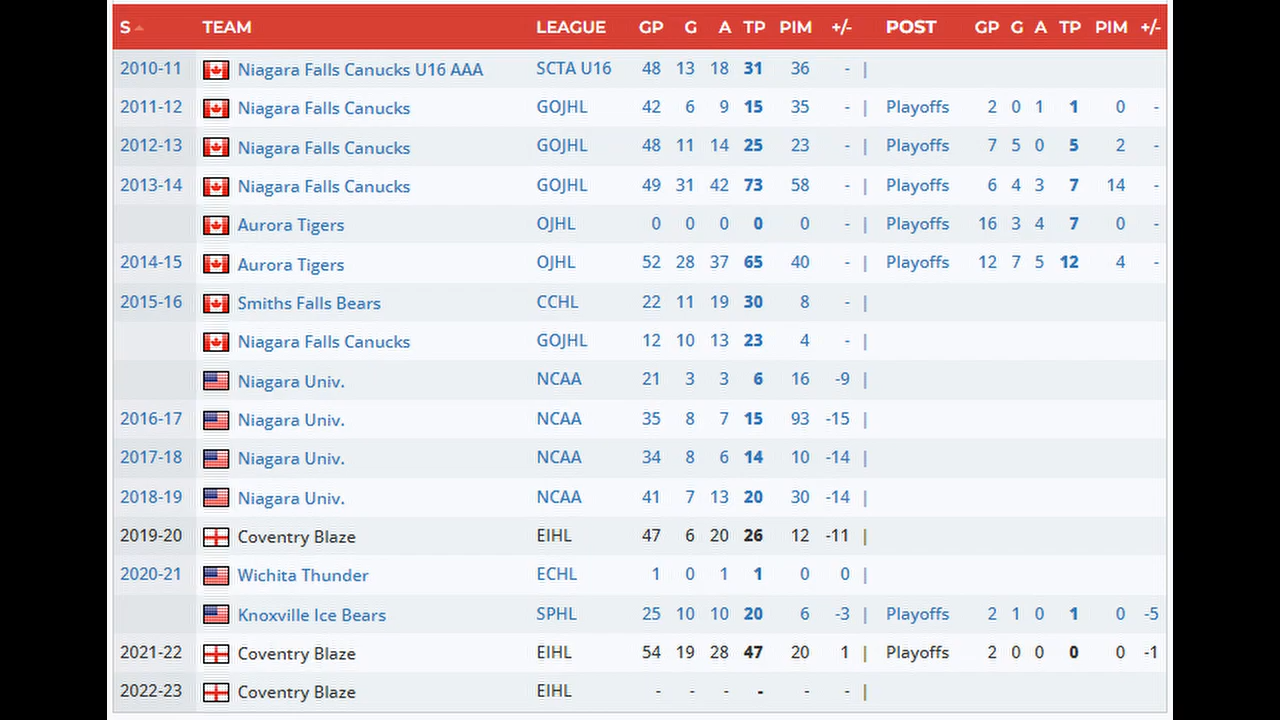 S TEAM LEAGUE GP G A TP PIM +/- POST GP G A TP PIM +/-
2010-11 Niagara Falls Canucks U16 AAA SCTA U16 48 13 18 31 36 - |
2011-12 Niagara Falls Canucks GOJHL 42 6 9 15 35 - | Playoffs 2 0 1 1 0 -
2012-13 Niagara Falls Canucks GOJHL 48 11 14 25 23 - | Playoffs 7 5 0 5 2 -
2013-14 Niagara Falls Canucks GOJHL 49 31 42 73 58 - | Playoffs 6 4 3 7 14 -
Aurora Tigers OJHL 0 0 0 0 0 - | Playoffs 16 3 4 7 0 -
2014-15 Aurora Tigers OJHL 52 28 37 65 40 - | Playoffs 12 7 5 12 4 -
2015-16 Smiths Falls Bears CCHL 22 11 19 30 8 - |
Niagara Falls Canucks GOJHL 12 10 13 23 4 - |
Niagara Univ. NCAA 21 3 3 6 16 -9 |
2016-17 Niagara Univ. NCAA 35 8 7 15 93 -15 |
2017-18 Niagara Univ. NCAA 34 8 6 14 10 -14 |
2018-19 Niagara Univ. NCAA 41 7 13 20 30 -14 |
2019-20 Coventry Blaze EIHL 47 6 20 26 12 -11 |
2020-21 Wichita Thunder ECHL 1 0 1 1 0 0 |
Knoxville Ice Bears SPHL 25 10 10 20 6 -3 | Playoffs 2 1 0 1 0 -5
2021-22 Coventry Blaze EIHL 54 19 28 47 20 1 | Playoffs 2 0 0 0 0 -1
2022-23 Coventry Blaze EIHL - - - - - - |